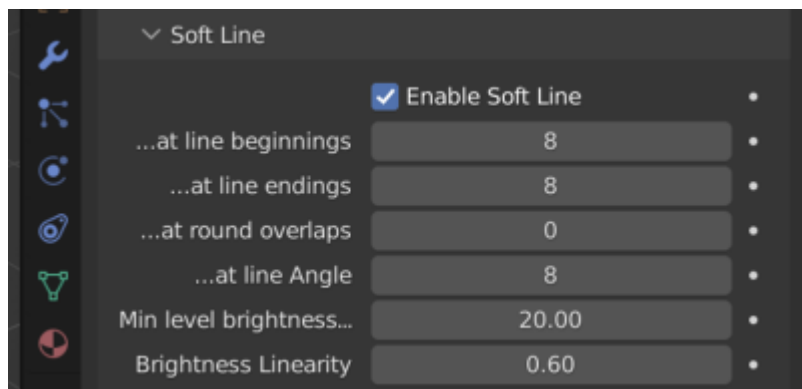 Soft Line
Enable Soft Line
...at line beginnings 8
...at line endings 8
...at round overlaps 0
...at line Angle 8
Min level brightness... 20.00
Brightness Linearity 0.60